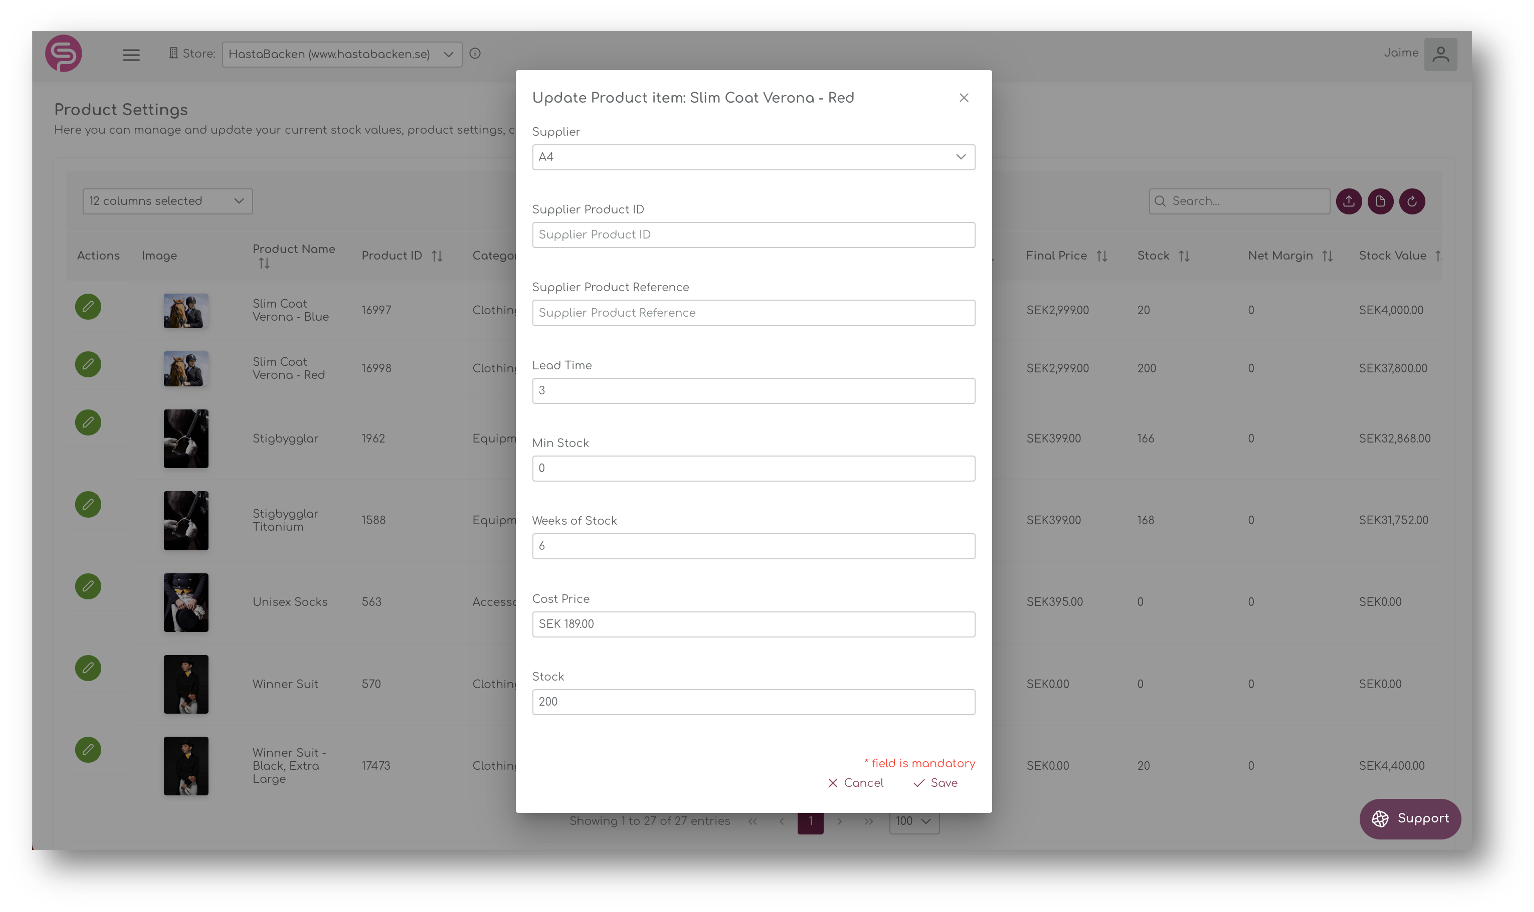 Store: HastaBacken (www.hastabacken.se)
Jaime
Product Settings
Here you can manage and update your current stock values, product settings, c
12 columns selected
Search...
Actions Image Product Name Product ID Categor Final Price Stock Net Margin Stock Value
Slim Coat
Verona - Blue
16997 Clothin SEK2,999.00 20 0 SEK4,000.00
Slim Coat
Verona - Red
16998 Clothin SEK2,999.00 200 0 SEK37,800.00
Stigbygglar 1962 Equipm SEK399.00 166 0 SEK32,868.00
Stigbygglar
Titanium
1588 Equipm SEK399.00 168 0 SEK31,752.00
Unisex Socks 563 Accesso SEK395.00 0 0 SEK0.00
Winner Suit 570 Clothin SEK0.00 0 0 SEK0.00
Winner Suit -
Black, Extra
Large
17473 Clothin SEK0.00 20 0 SEK4,400.00
Showing 1 to 27 of 27 entries << < 1 > >> 100
Support
Update Product item: Slim Coat Verona - Red
Supplier
A4
Supplier Product ID
Supplier Product ID
Supplier Product Reference
Supplier Product Reference
Lead Time
3
Min Stock
0
Weeks of Stock
6
Cost Price
SEK 189.00
Stock
200
* field is mandatory
Cancel Save